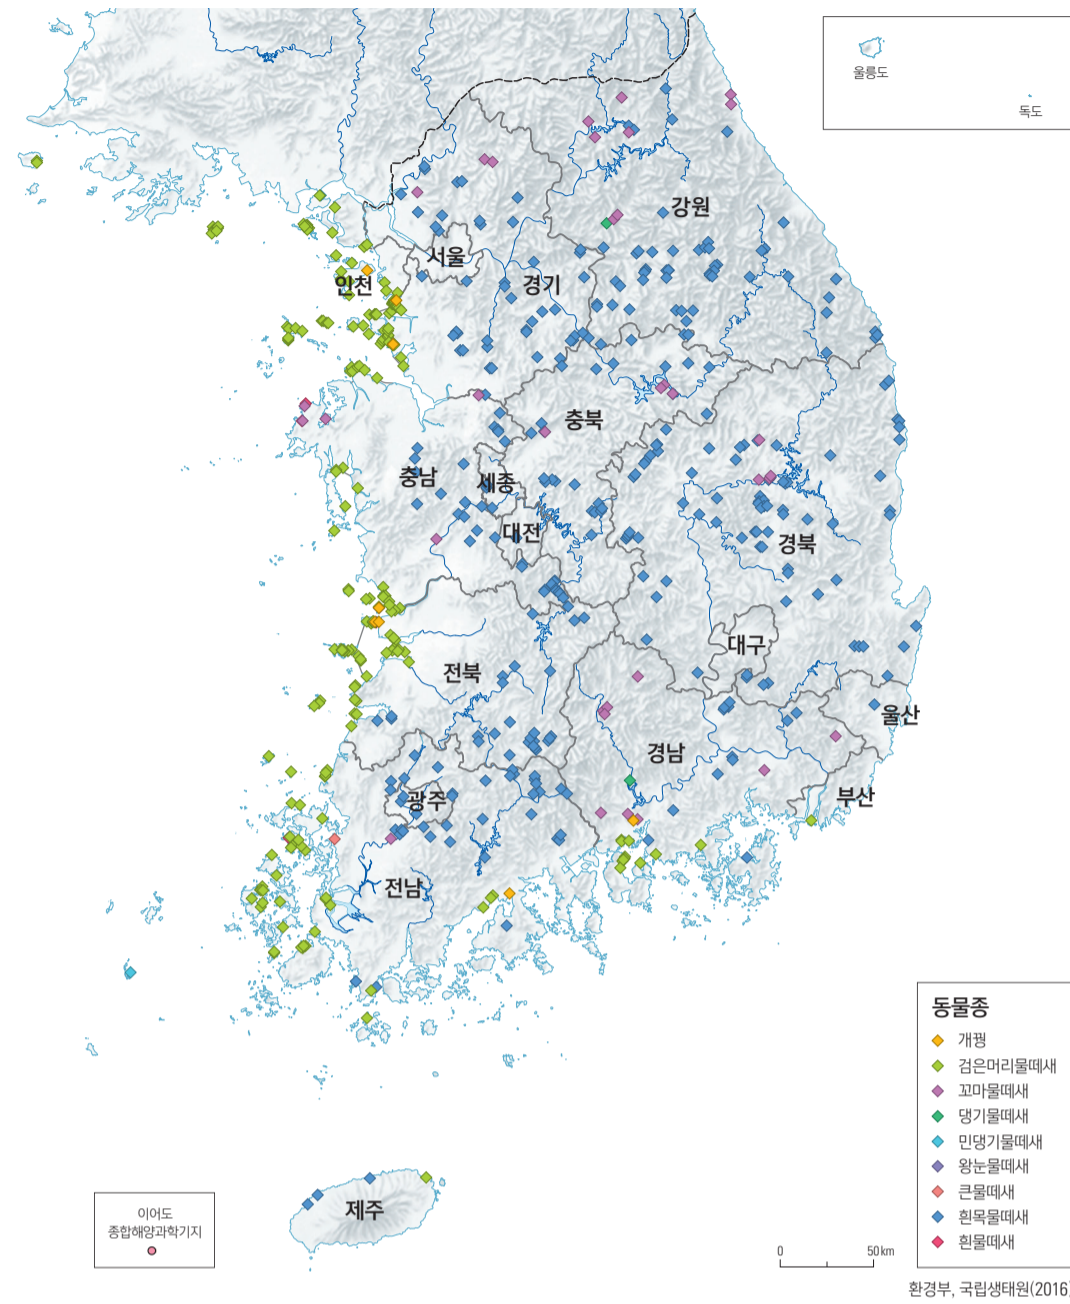 울릉도
독도
강원
서울
인천
경기
충북
충남
세종
대전
경북
대구
전북
울산
경남
부산
광주
전남
제주
이어도
종합해양과학기지
동물종
개꿩
검은머리물떼새
꼬마물떼새
댕기물떼새
민댕기물떼새
왕눈물떼새
큰물떼새
흰목물떼새
흰물떼새
0 50km
환경부, 국립생태원(2016)